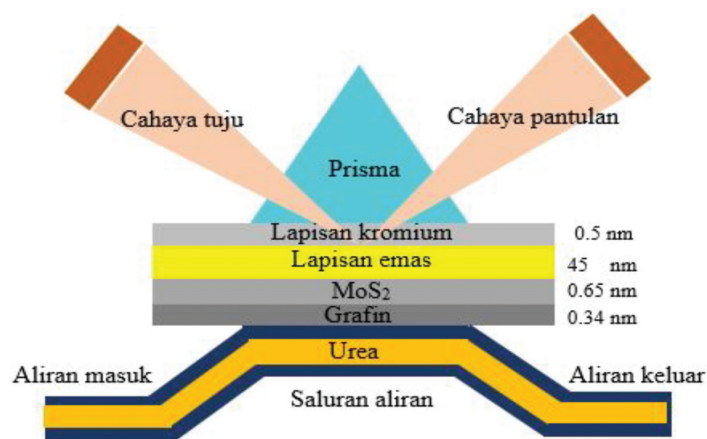 Cahaya tuju
Cahaya pantulan
Prisma
Lapisan kromium 0.5 nm
Lapisan emas 45 nm
MoS₂ 0.65 nm
Grafin 0.34 nm
Urea
Aliran masuk
Aliran keluar
Saluran aliran